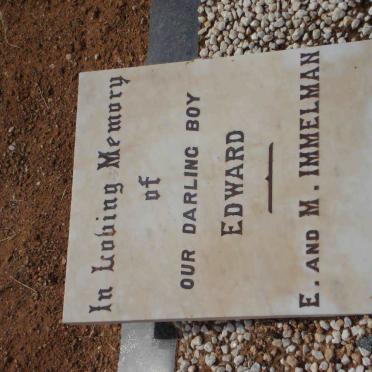 In Loving Memory
of
OUR DARLING BOY
EDWARD
E. AND M. IMMELMAN